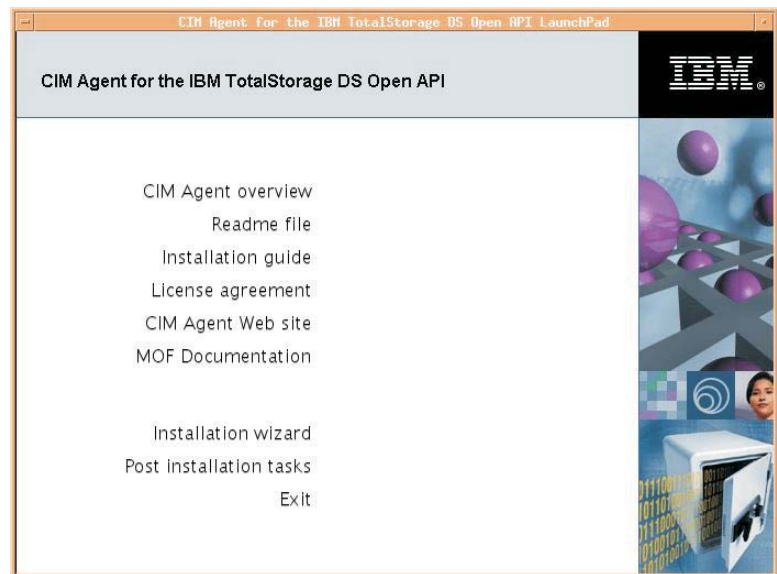 CIM Agent for the IBM TotalStorage DS Open API LaunchPad
CIM Agent for the IBM TotalStorage DS Open API
IBM®
CIM Agent overview
Readme file
Installation guide
License agreement
CIM Agent Web site
MOF Documentation
Installation wizard
Post installation tasks
Exit